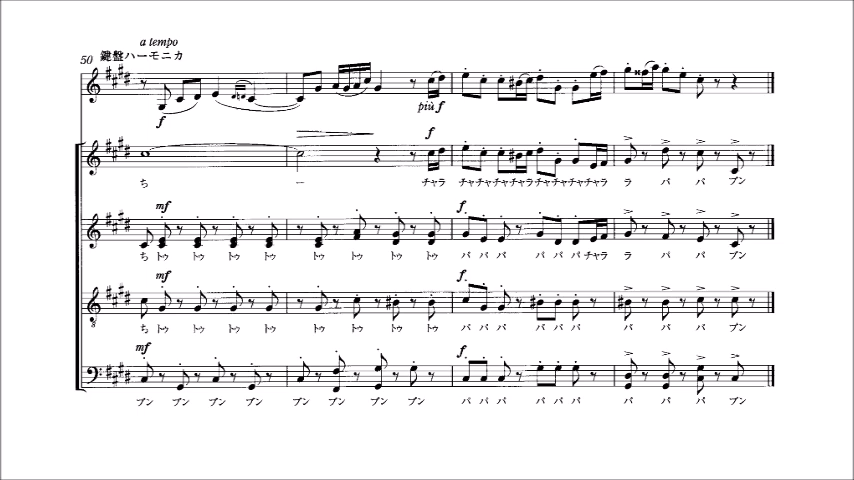 a tempo
50 鍵盤ハーモニカ
f
più f
f
ち ー チャラ チャチャチャチャラチャチャチャチャラ ラ パ パ ブン
mf f
ち トゥ トゥ トゥ トゥ トゥ トゥ トゥ トゥ パ パ パ パ パ パ チャラ ラ パ パ ブン
mf f
ち トゥ トゥ トゥ トゥ トゥ トゥ トゥ トゥ パ パ パ パ パ パ パ パ パ ブン
mf f
ブン ブン ブン ブン ブン ブン ブン ブン パ パ パ パ パ パ パ パ パ ブン